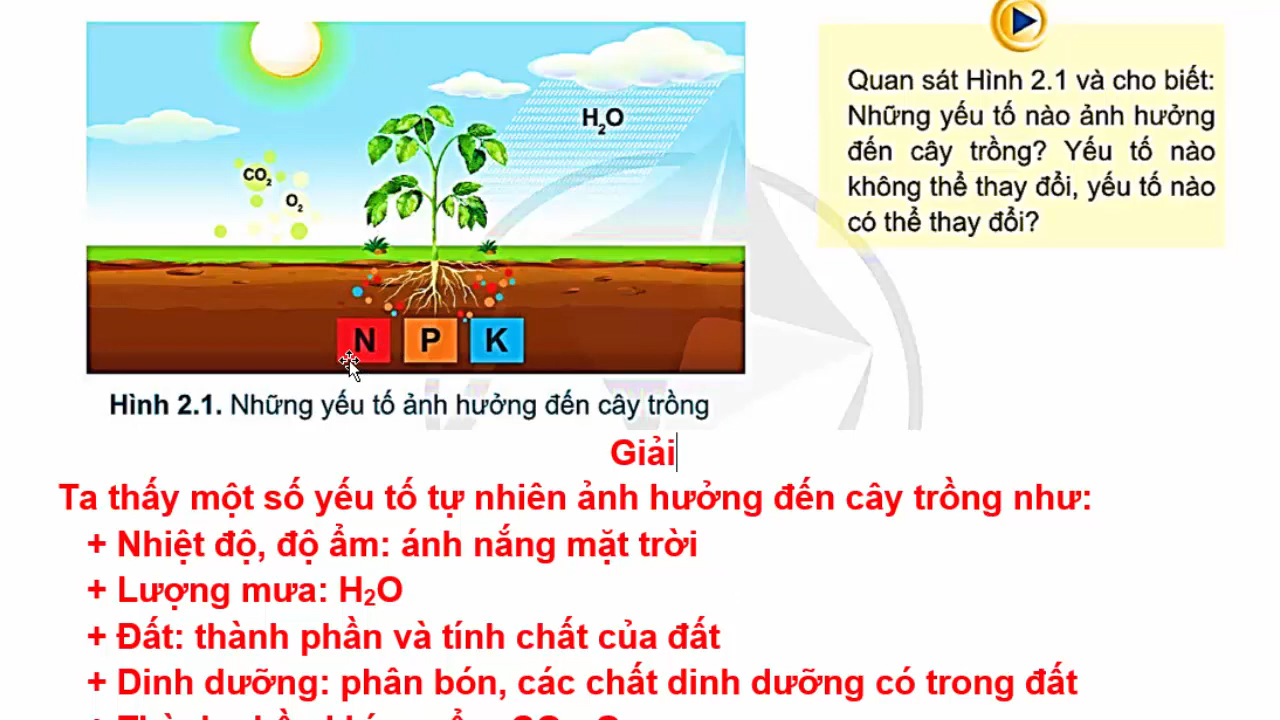 H₂O
CO₂
O₂
N P K
Hình 2.1. Những yếu tố ảnh hưởng đến cây trồng
Quan sát Hình 2.1 và cho biết:
Những yếu tố nào ảnh hưởng
đến cây trồng? Yếu tố nào
không thể thay đổi, yếu tố nào
có thể thay đổi?
Giải
Ta thấy một số yếu tố tự nhiên ảnh hưởng đến cây trồng như:
+ Nhiệt độ, độ ẩm: ánh nắng mặt trời
+ Lượng mưa: H₂O
+ Đất: thành phần và tính chất của đất
+ Dinh dưỡng: phân bón, các chất dinh dưỡng có trong đất